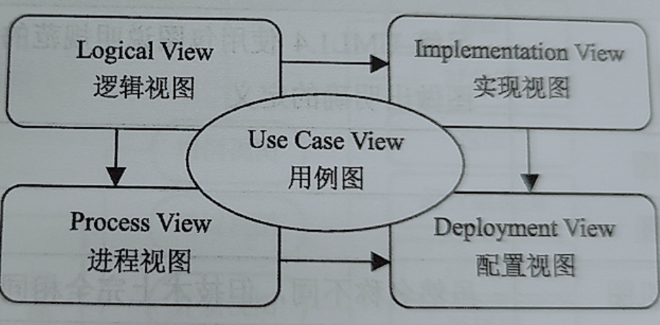 Logical View
逻辑视图
Implementation View
实现视图
Use Case View
用例图
Process View
进程视图
Deployment View
配置视图